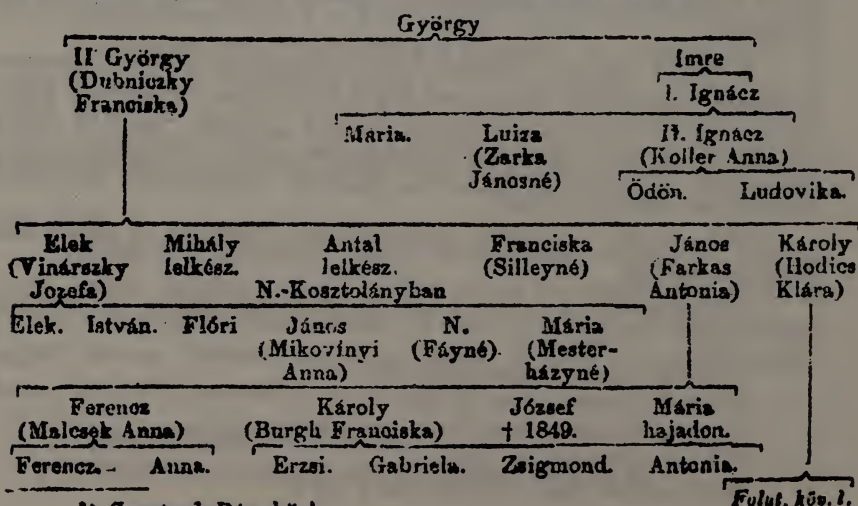 György
II György
(Dubniczky
Franciska)
Imre
I. Ignácz
Mária.
Luiza
(Zarka
Jánosné)
II. Ignácz
(Koller Anna)
Ödön. Ludovika.
Elek
(Vinárszky
Jozefa)
Mihály
lelkész.
Antal
lelkész.
N.-Kosztolányban
Franciska
(Silleyné)
János
(Farkas
Antonia)
Károly
(Hodics
Klára)
Elek. István. Flóri
János
(Mikovínyi
Anna)
N.
(Fáyné).
Mária
(Mester-
házyné)
Ferencz
(Malcsek Anna)
Károly
(Burgh Franciska)
József
† 1849.
Mária
hajadon.
Ferencz.- Anna.
Erzsi. Gabriela. Zsigmond. Antonia.
Folyt. köv. l.